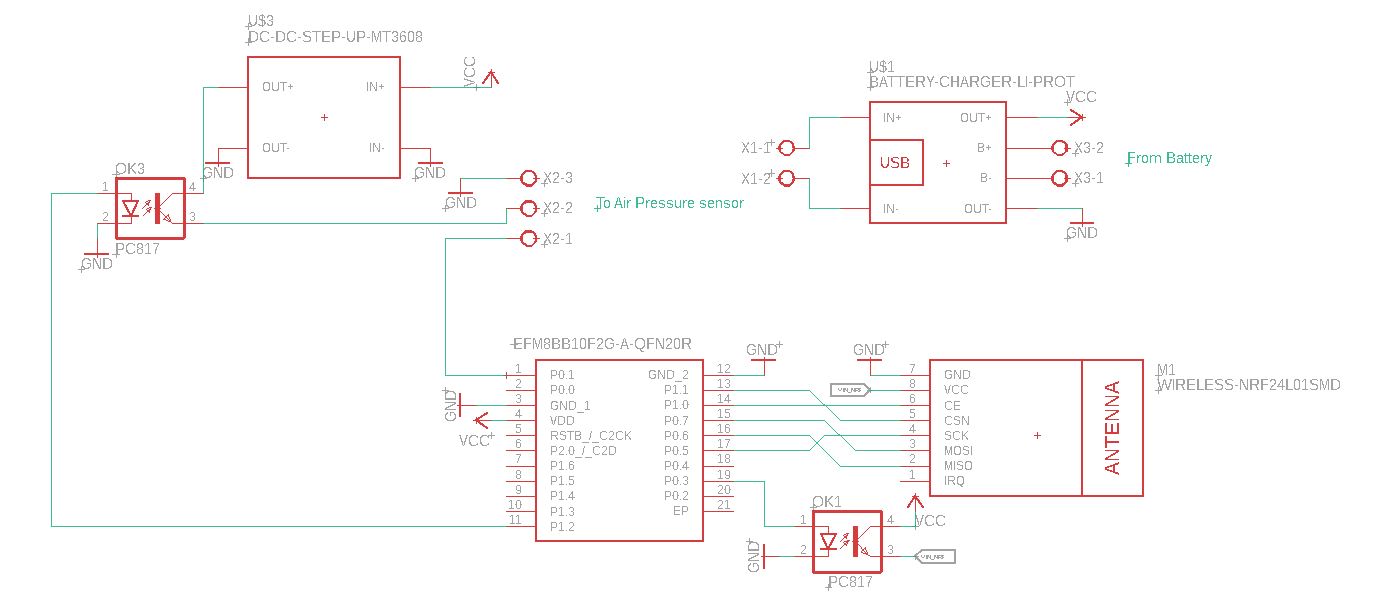 U$3
DC-DC-STEP-UP-MT3608
OUT+ IN+
OUT- IN-
VCC
GND
GND
OK3
1 4
2 3
PC817
GND
X2-3
X2-2
X2-1
GND
To Air Pressure sensor
U$1
BATTERY-CHARGER-LI-PROT
VCC
IN+ OUT+
USB
B+
B-
IN- OUT-
X1-1
X1-2
X3-2
X3-1
GND
From Battery
EFM8BB10F2G-A-QFN20R
1 P0.1
2 P0.0
3 GND_1
4 VDD
5 RSTB_/_C2CK
6 P2.0_/_C2D
7 P1.6
8 P1.5
9 P1.4
10 P1.3
11 P1.2
GND_2 12
P1.1 13
P1.0 14
P0.7 15
P0.6 16
P0.5 17
P0.4 18
P0.3 19
P0.2 20
EP 21
GND
VCC
GND
GND
VIN_NRF
7 GND
8 VCC
6 CE
5 CSN
4 SCK
3 MOSI
2 MISO
1 IRQ
ANTENNA
M1
WIRELESS-NRF24L01SMD
OK1
1 4
2 3
PC817
GND
VCC
VIN_NRF